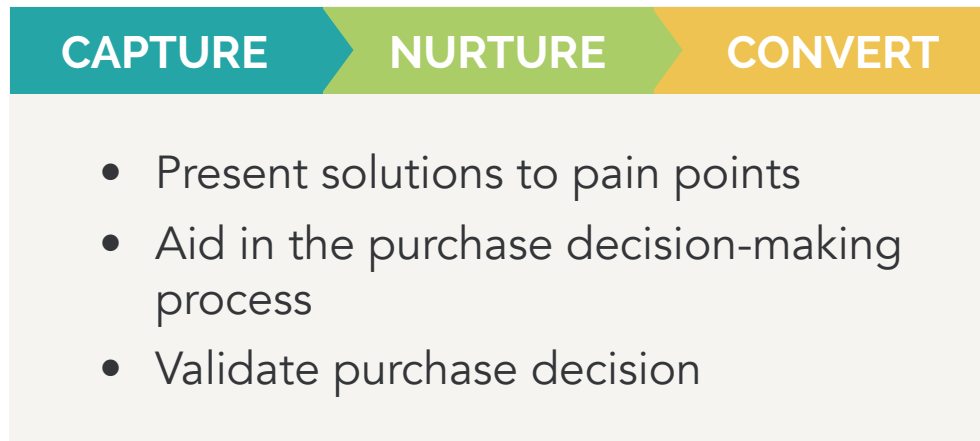 CAPTURE NURTURE CONVERT
• Present solutions to pain points
• Aid in the purchase decision-making
process
• Validate purchase decision